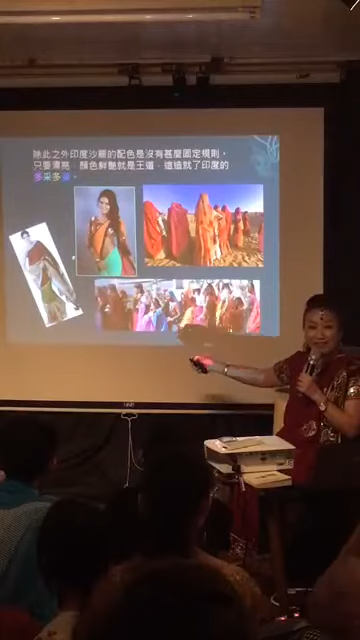 除此之外印度沙麗的配色是沒有甚麼固定規則，
只要漂亮，顏色鮮艷就是王道，這造就了印度的
多采多姿。